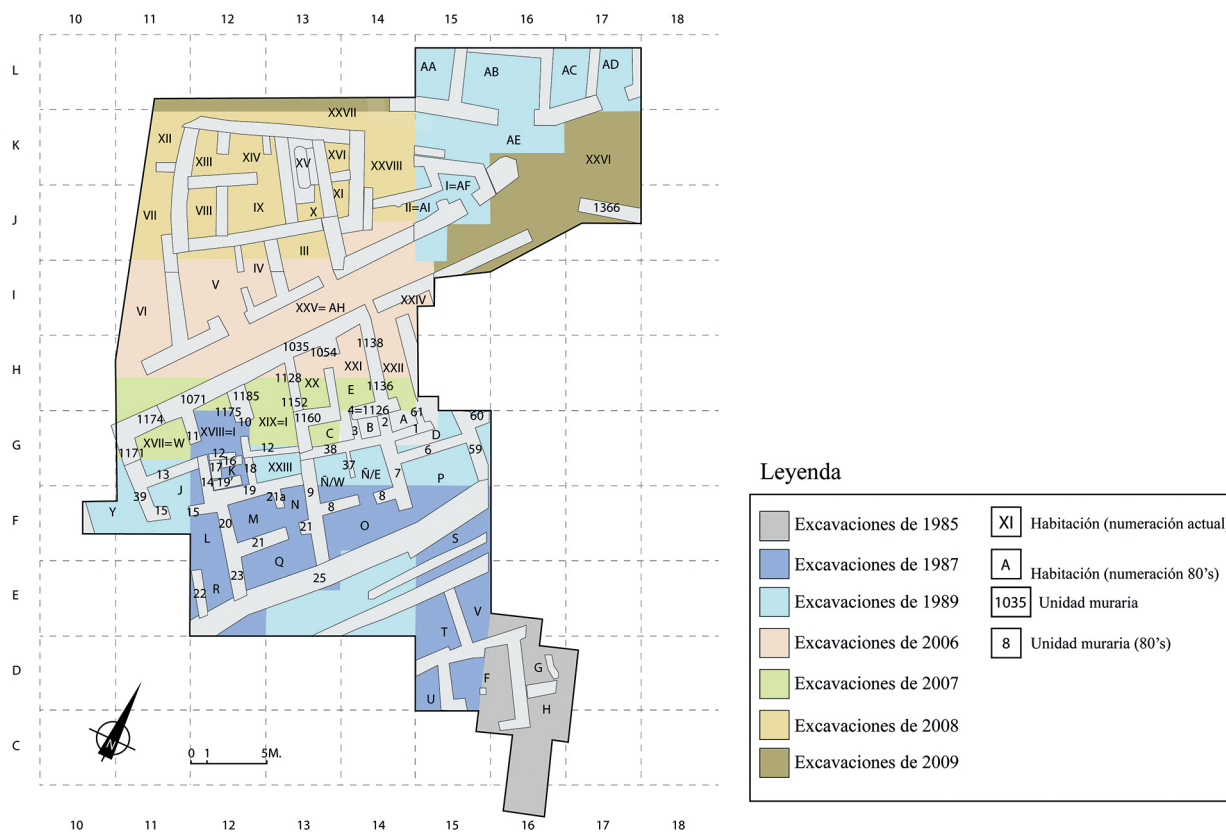 10 11 12 13 14 15 16 17 18
L
AA AB AC AD
XXVII
K
XII XIII XIV XV XVI XXVIII AE XXVI
I=AF
XI
J
VII VIII IX X II=AI 1366
III
IV
I
VI V XXV= AH XXIV
H
1035 1054 1138
XXI XXII
1128 XX E 1136
1071 1185 1152
1174 1175 10 XIX=I 1160 4=1126 61 60
G
1171 XVII=W 11 XVIII=I C 3 B 2 A 1 D
12 38 6 59
12 16
13 17 K 18 XXIII 37 Ñ/E 7 P
J 14 19' Ñ/W
39 19 21a 9 8
F
Y 15 15 20 M N 8 O
L 21 21 S
Q
E
22 R 23 25
V
T
D
U F G
H
C
N
0 1 5M.
10 11 12 13 14 15 16 17 18
Leyenda
Excavaciones de 1985
Excavaciones de 1987
Excavaciones de 1989
Excavaciones de 2006
Excavaciones de 2007
Excavaciones de 2008
Excavaciones de 2009
XI Habitación (numeración actual)
A Habitación (numeración 80’s)
1035 Unidad muraria
8 Unidad muraria (80’s)